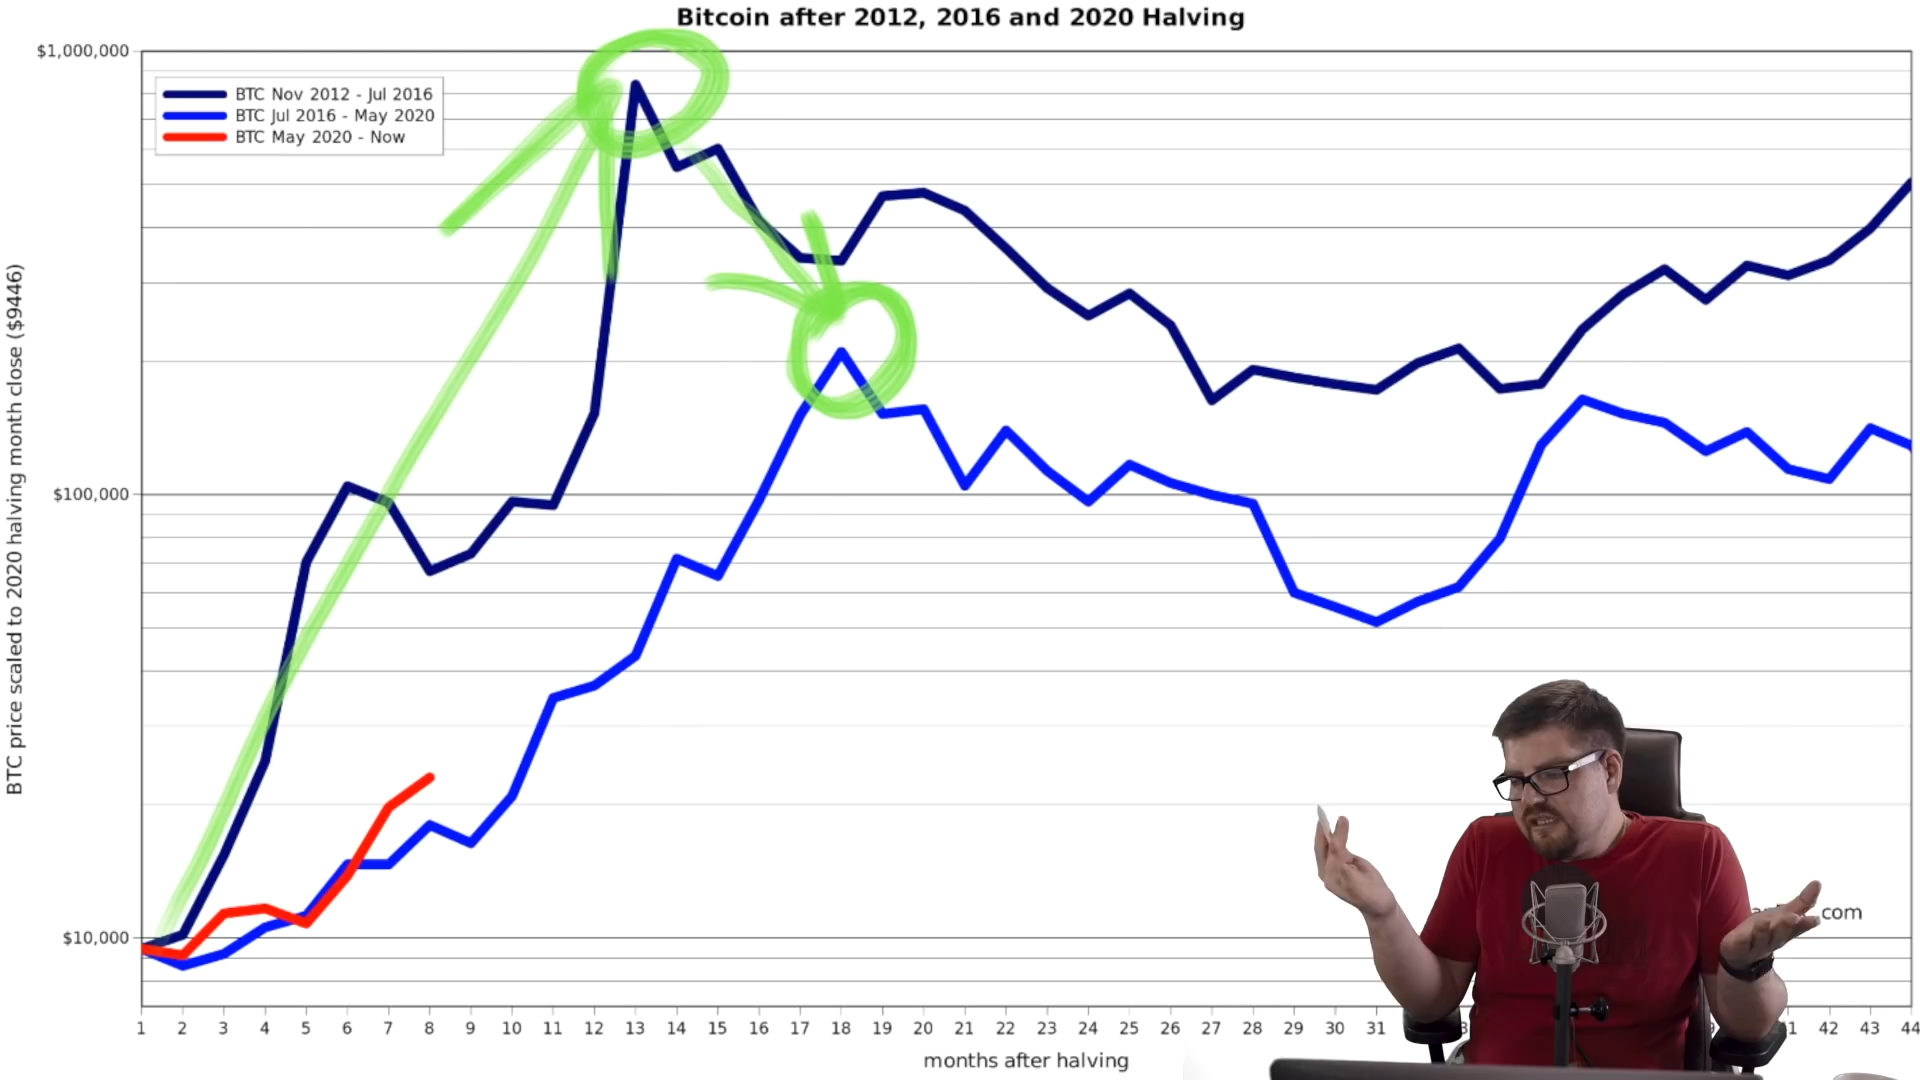 Bitcoin after 2012, 2016 and 2020 Halving
$1,000,000
BTC Nov 2012 - Jul 2016
BTC Jul 2016 - May 2020
BTC May 2020 - Now
BTC price scaled to 2020 halving month close ($9446)
$100,000
$10,000
com
1 2 3 4 5 6 7 8 9 10 11 12 13 14 15 16 17 18 19 20 21 22 23 24 25 26 27 28 29 30 31 42 43 44
months after halving